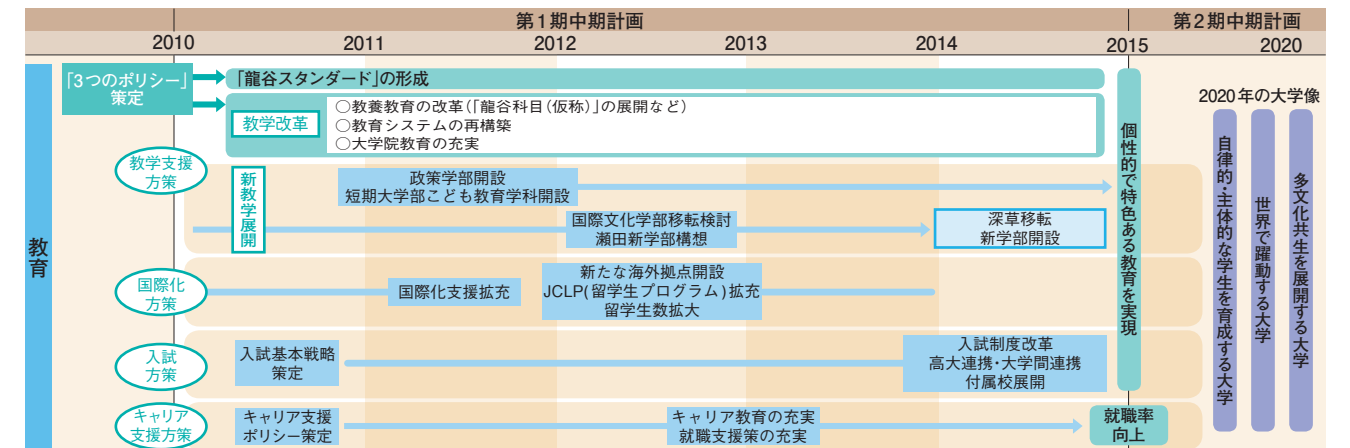 第1期中期計画
第2期中期計画
2010
2011
2012
2013
2014
2015
2020
教育
「3つのポリシー」
策定
「龍谷スタンダード」の形成
教学改革
○教養教育の改革(「龍谷科目(仮称)」の展開など)
○教育システムの再構築
○大学院教育の充実
教学支援
方策
新教学展開
政策学部開設
短期大学部こども教育学科開設
国際文化学部移転検討
瀬田新学部構想
深草移転
新学部開設
国際化
方策
国際化支援拡充
新たな海外拠点開設
JCLP(留学生プログラム)拡充
留学生数拡大
入試
方策
入試基本戦略
策定
入試制度改革
高大連携・大学間連携
付属校展開
キャリア
支援方策
キャリア支援
ポリシー策定
キャリア教育の充実
就職支援策の充実
就職率
向上
個性的で特色ある教育を実現
2020年の大学像
自律的・主体的な学生を育成する大学
世界で躍動する大学
多文化共生を展開する大学